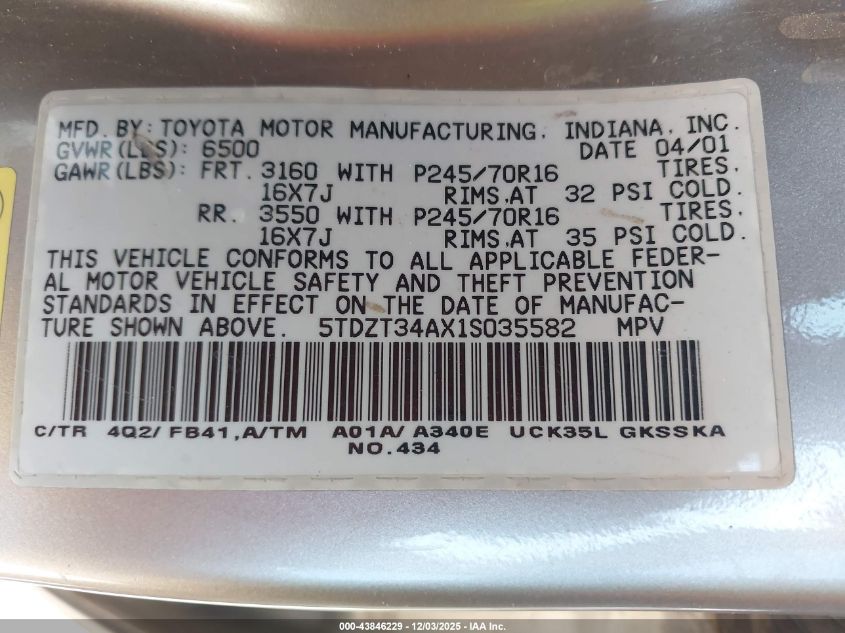 MFD. BY: TOYOTA MOTOR MANUFACTURING, INDIANA, INC.
GVWR(LBS): 6500 DATE 04/01
GAWR(LBS): FRT. 3160 WITH P245/70R16 TIRES,
16X7J RIMS,AT 32 PSI COLD.
RR. 3550 WITH P245/70R16 TIRES,
16X7J RIMS,AT 35 PSI COLD.
THIS VEHICLE CONFORMS TO ALL APPLICABLE FEDER-
AL MOTOR VEHICLE SAFETY AND THEFT PREVENTION
STANDARDS IN EFFECT ON THE DATE OF MANUFAC-
TURE SHOWN ABOVE. 5TDZT34AX1S035582 MPV
C/TR 4Q2/ FB41,A/TM A01A/ A340E UCK35L GKSSKA
NO.434
000-43846229 - 12/03/2025 - IAA Inc.